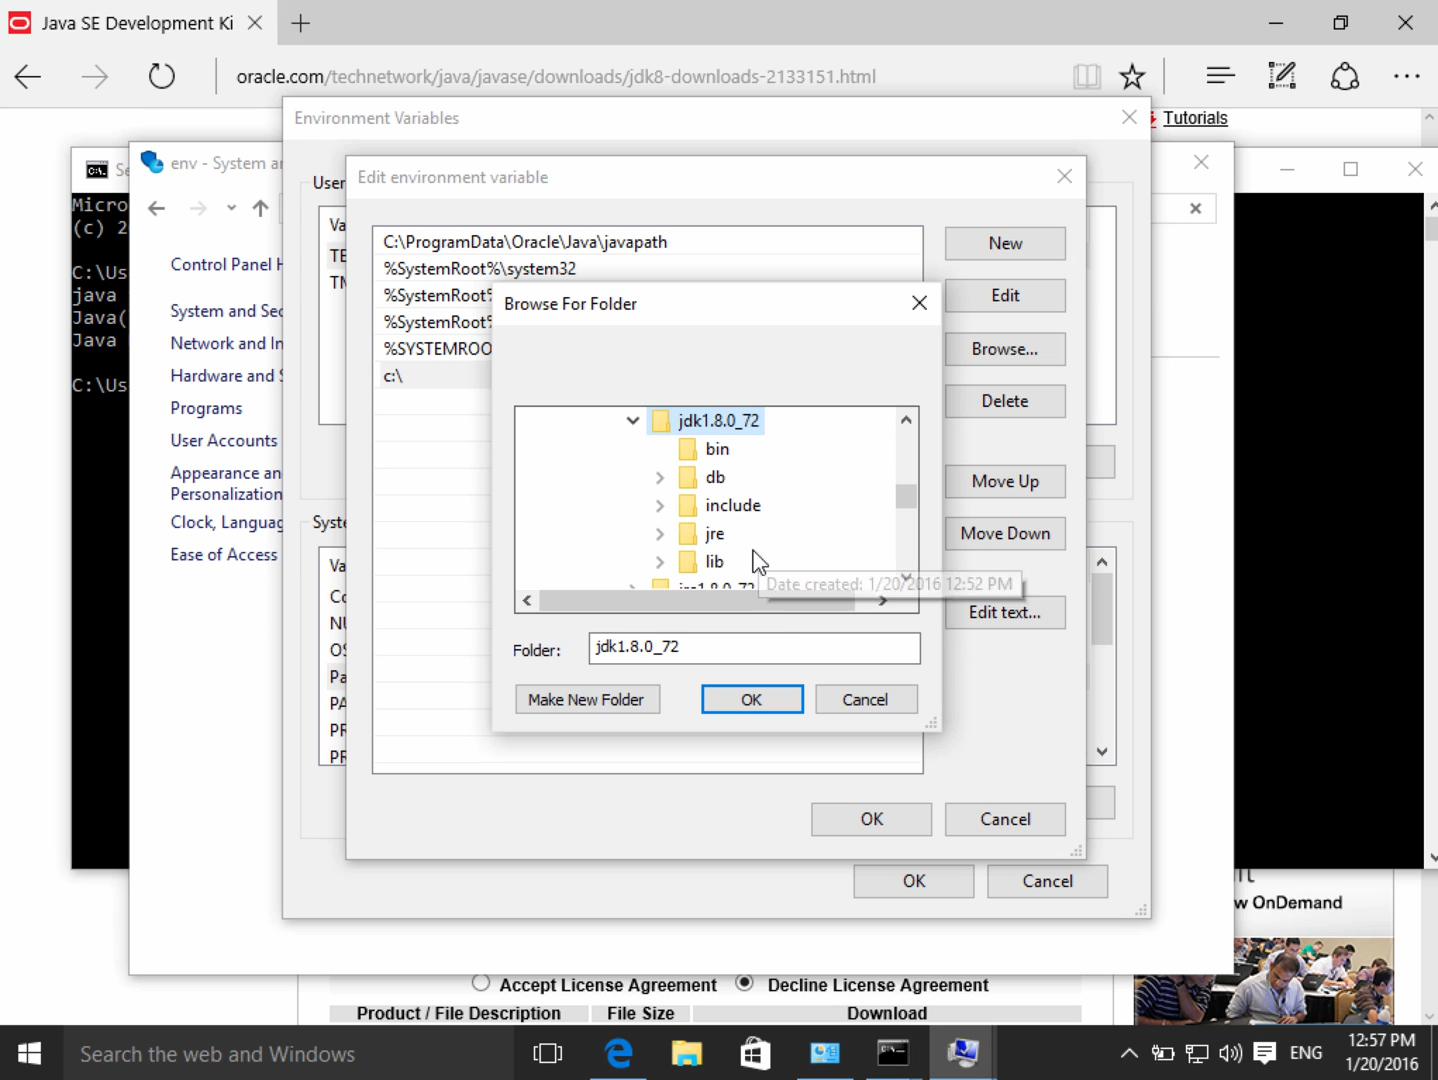 Java SE Development Ki
oracle.com/technetwork/java/javase/downloads/jdk8-downloads-2133151.html
Environment Variables
Tutorials
env - System
Edit environment variable
User
Micro
(c) 2
Control Panel
C:\Us
java
Java(
Java
C:\Us
System and
Network and
Hardware and
Programs
User Accounts
Appearance
Personalization
Clock,
Ease of Access
C:\ProgramData\Oracle\Java\javapath
%SystemRoot%\system32
%SystemRoot%
%SystemRoot%
%SYSTEMROO
c:\
New
Edit
Browse...
Delete
Move Up
Move Down
Edit text...
Browse For Folder
jdk1.8.0_72
bin
db
include
jre
lib
Date created: 1/20/2016 12:52 PM
Folder:
jdk1.8.0_72
Make New Folder
OK
Cancel
OK
Cancel
OK
Cancel
w OnDemand
Accept License Agreement
Decline License Agreement
Product / File Description
File Size
Download
Search the web and Windows
ENG
12:57 PM
1/20/2016